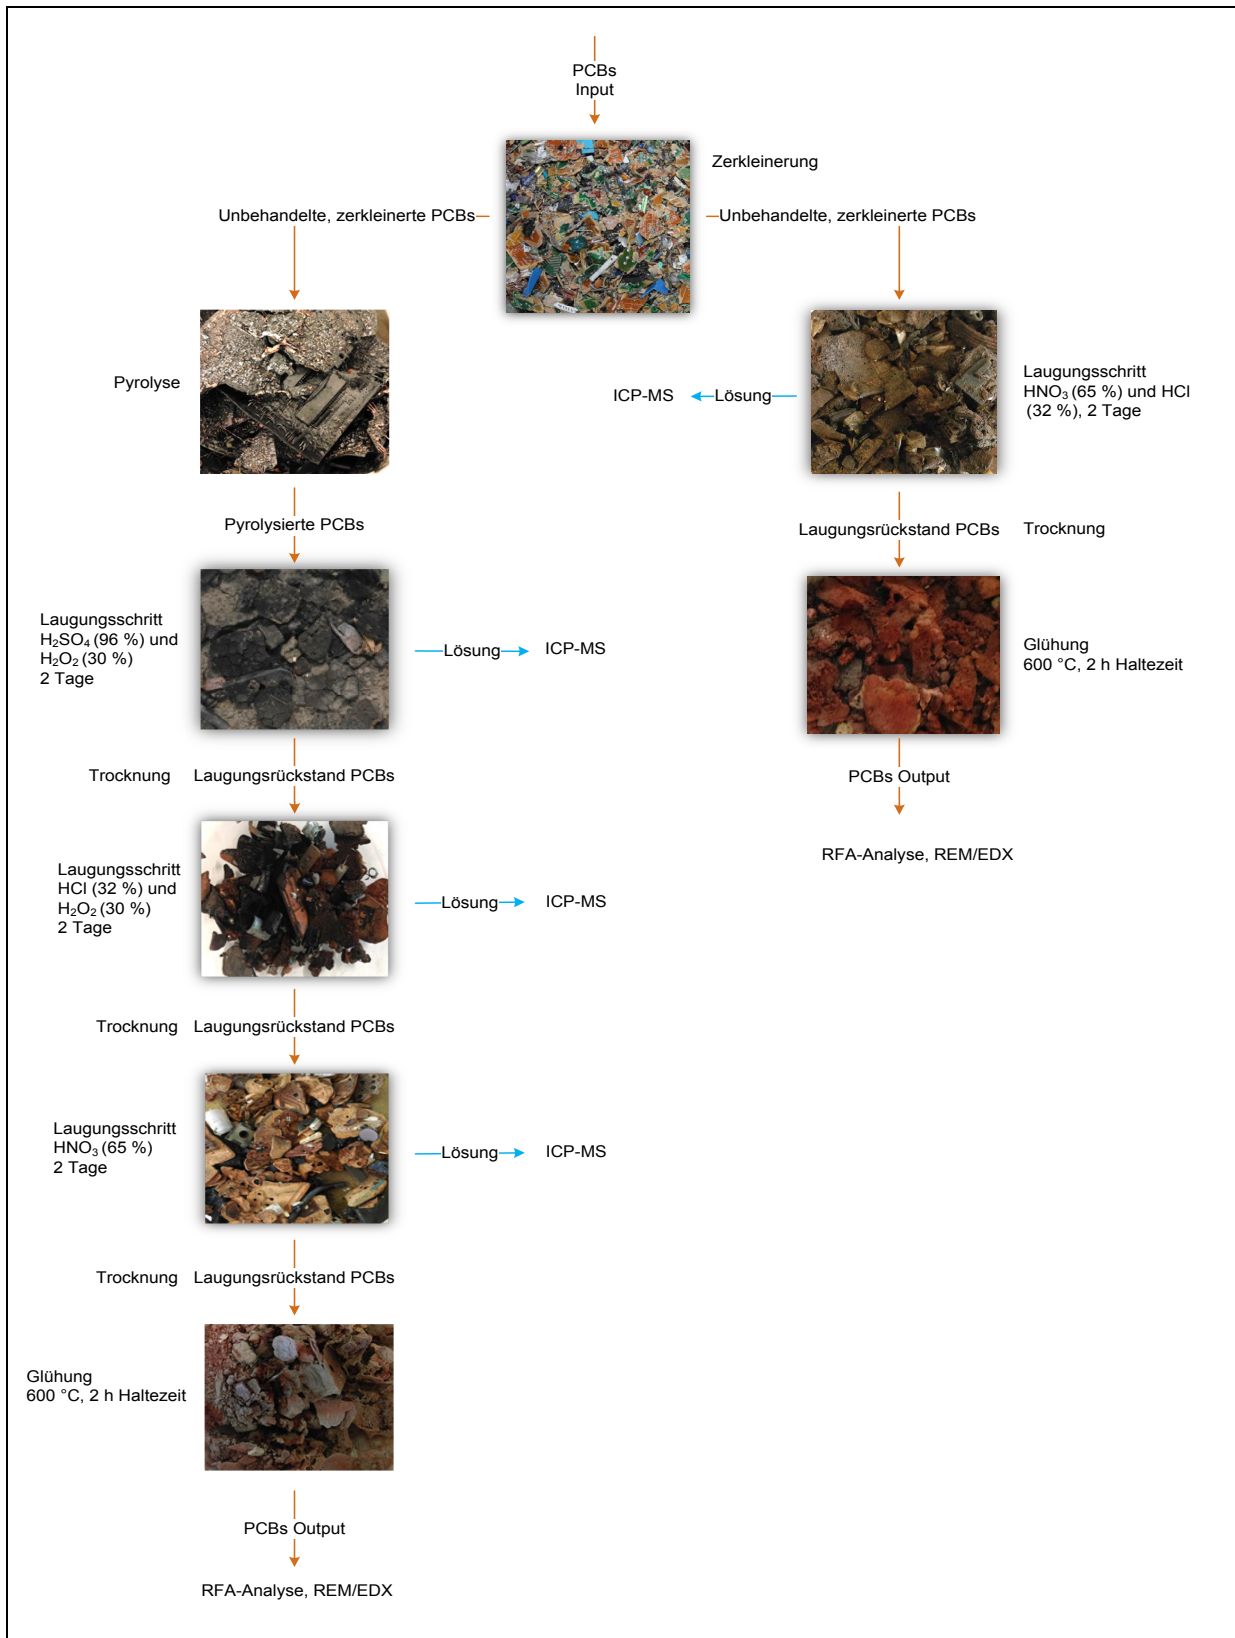 PCBs
Input
Zerkleinerung
Unbehandelte, zerkleinerte PCBs
Unbehandelte, zerkleinerte PCBs
Pyrolyse
ICP-MS
Lösung
Laugungsschritt
HNO₃ (65 %) und HCl
(32 %), 2 Tage
Pyrolysierte PCBs
Laugungsrückstand PCBs
Trocknung
Laugungsschritt
H₂SO₄ (96 %) und
H₂O₂ (30 %)
2 Tage
Lösung
ICP-MS
Glühung
600 °C, 2 h Haltezeit
Trocknung
Laugungsrückstand PCBs
PCBs Output
RFA-Analyse, REM/EDX
Laugungsschritt
HCl (32 %) und
H₂O₂ (30 %)
2 Tage
Lösung
ICP-MS
Trocknung
Laugungsrückstand PCBs
Laugungsschritt
HNO₃ (65 %)
2 Tage
Lösung
ICP-MS
Trocknung
Laugungsrückstand PCBs
Glühung
600 °C, 2 h Haltezeit
PCBs Output
RFA-Analyse, REM/EDX